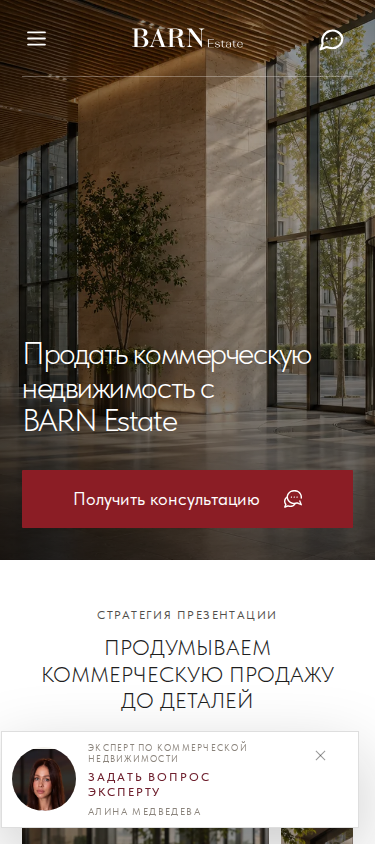 BARN Estate
Продать коммерческую
недвижимость с
BARN Estate
Получить консультацию
СТРАТЕГИЯ ПРЕЗЕНТАЦИИ
ПРОДУМЫВАЕМ
КОММЕРЧЕСКУЮ ПРОДАЖУ
ДО ДЕТАЛЕЙ
ЭКСПЕРТ ПО КОММЕРЧЕСКОЙ
НЕДВИЖИМОСТИ
ЗАДАТЬ ВОПРОС
ЭКСПЕРТУ
АЛИНА МЕДВЕДЕВА